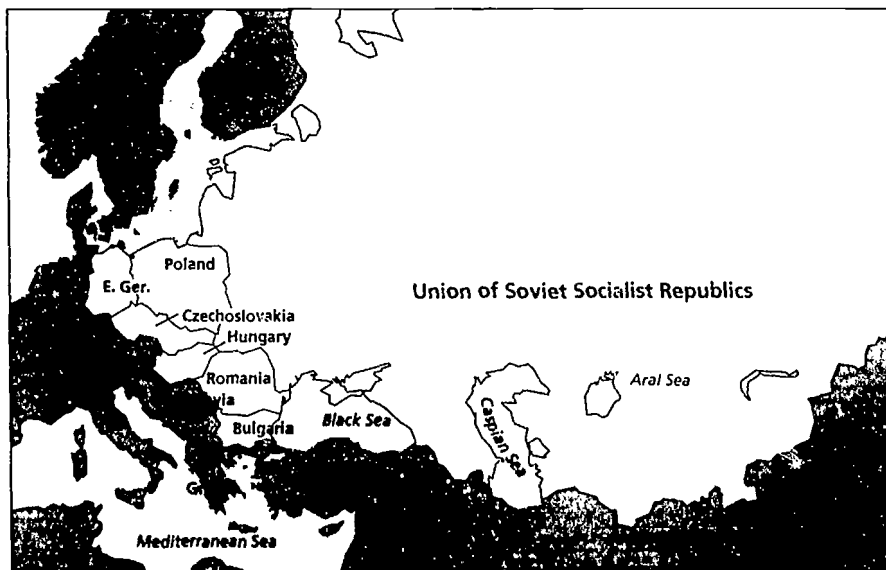 Poland
E. Ger.
Union of Soviet Socialist Republics
Czechoslovakia
Hungary
Romania
Aral Sea
via
Black Sea
Caspian Sea
Bulgaria
G
Mediterranean Sea